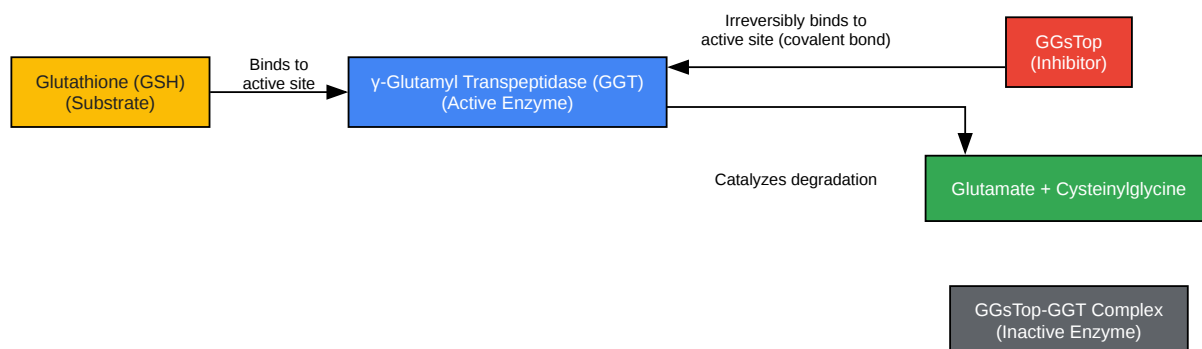 Irreversibly binds to
active site (covalent bond)
GGsTop
(Inhibitor)
Glutathione (GSH)
(Substrate)
Binds to
active site
γ-Glutamyl Transpeptidase (GGT)
(Active Enzyme)
Catalyzes degradation
Glutamate + Cysteinylglycine
GGsTop-GGT Complex
(Inactive Enzyme)